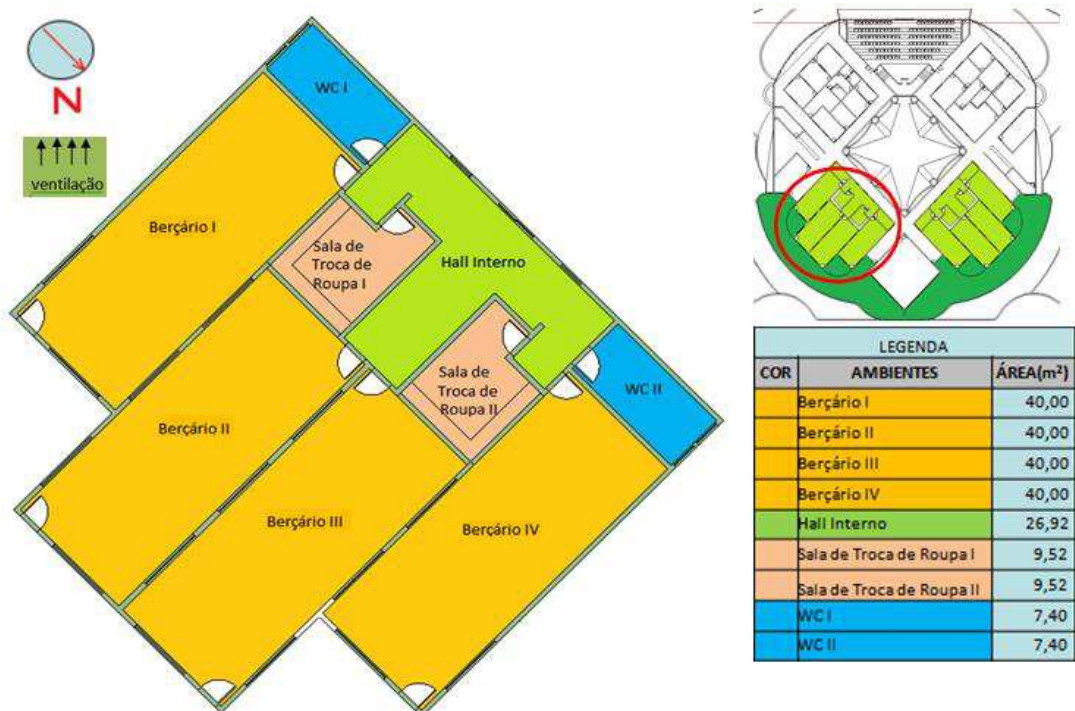 N
ventilação
WC I
Berçário I
Sala de
Troca de
Roupa I
Hall Interno
Sala de
Troca de
Roupa II
WC II
Berçário II
Berçário III
Berçário IV
LEGENDA
COR AMBIENTES ÁREA(m²)
Berçário I 40,00
Berçário II 40,00
Berçário III 40,00
Berçário IV 40,00
Hall Interno 26,92
Sala de Troca de Roupa I 9,52
Sala de Troca de Roupa II 9,52
WC I 7,40
WC II 7,40